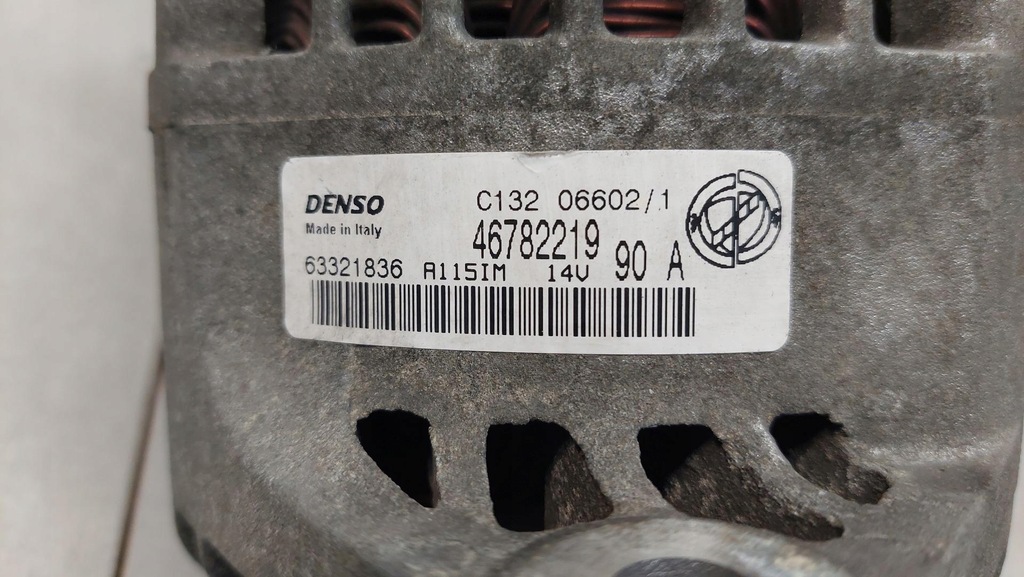 DENSO C132 06602/1
Made in Italy 46782219 90 A
63321836 A115IM 14V